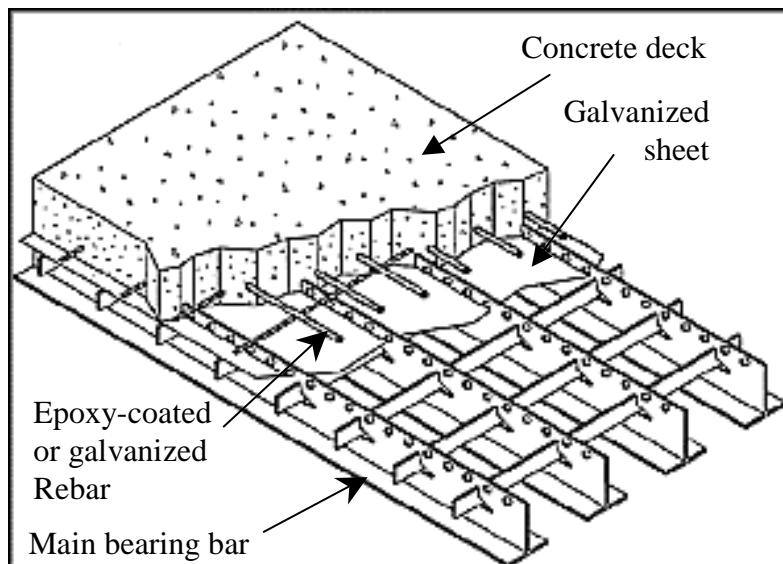 Concrete deck
Galvanized
sheet
Epoxy-coated
or galvanized
Rebar
Main bearing bar